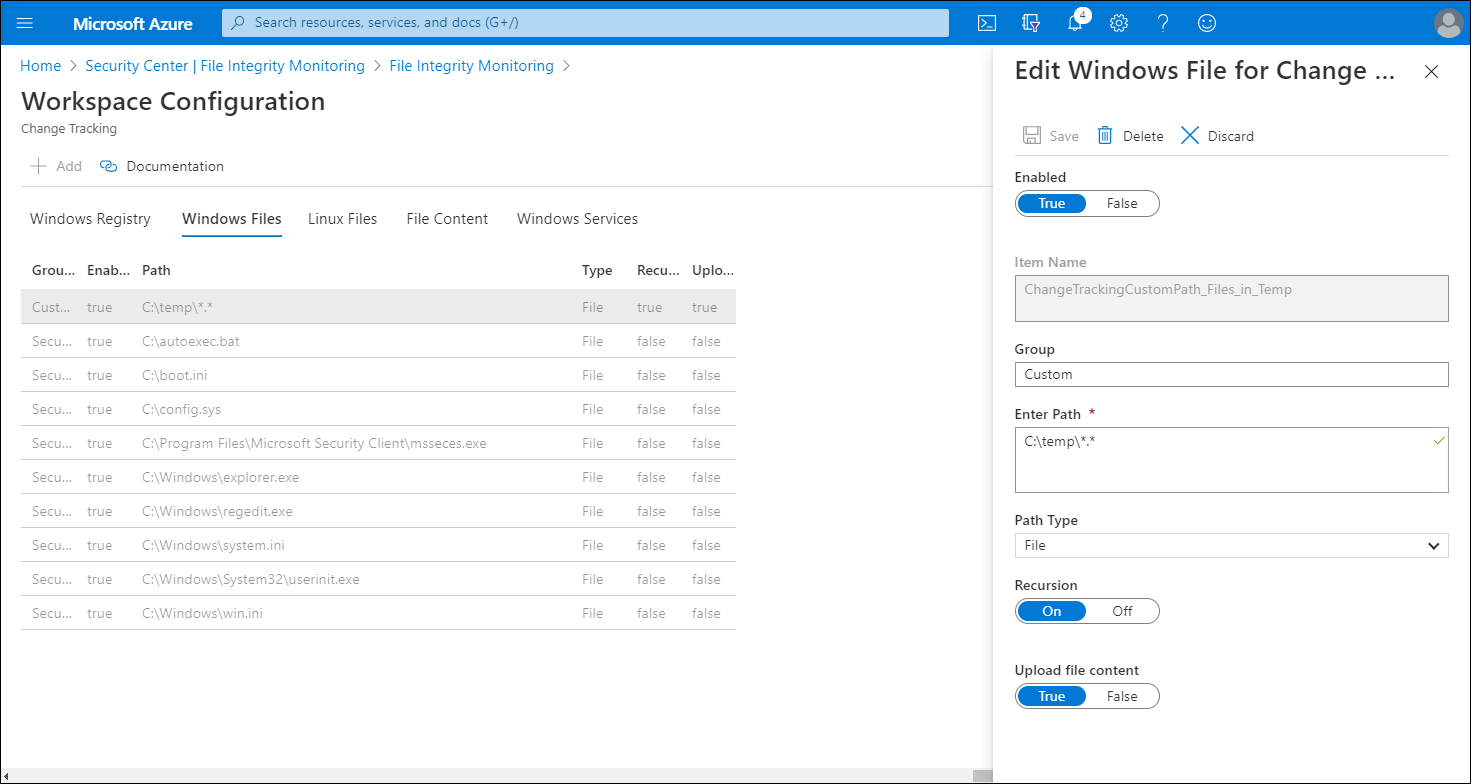 Microsoft Azure
Search resources, services, and docs (G+/)
4
Home > Security Center | File Integrity Monitoring > File Integrity Monitoring >
Workspace Configuration
Change Tracking
Add Documentation
Windows Registry Windows Files Linux Files File Content Windows Services
Grou... Enab... Path Type Recu... Uplo...
Cust... true C:\temp\*.* File true true
Secu... true C:\autoexec.bat File false false
Secu... true C:\boot.ini File false false
Secu... true C:\config.sys File false false
Secu... true C:\Program Files\Microsoft Security Client\msseces.exe File false false
Secu... true C:\Windows\explorer.exe File false false
Secu... true C:\Windows\regedit.exe File false false
Secu... true C:\Windows\system.ini File false false
Secu... true C:\Windows\System32\userinit.exe File false false
Secu... true C:\Windows\win.ini File false false
Edit Windows File for Change ...
Save Delete Discard
Enabled
True False
Item Name
ChangeTrackingCustomPath_Files_in_Temp
Group
Custom
Enter Path *
C:\temp\*.*
Path Type
File
Recursion
On Off
Upload file content
True False